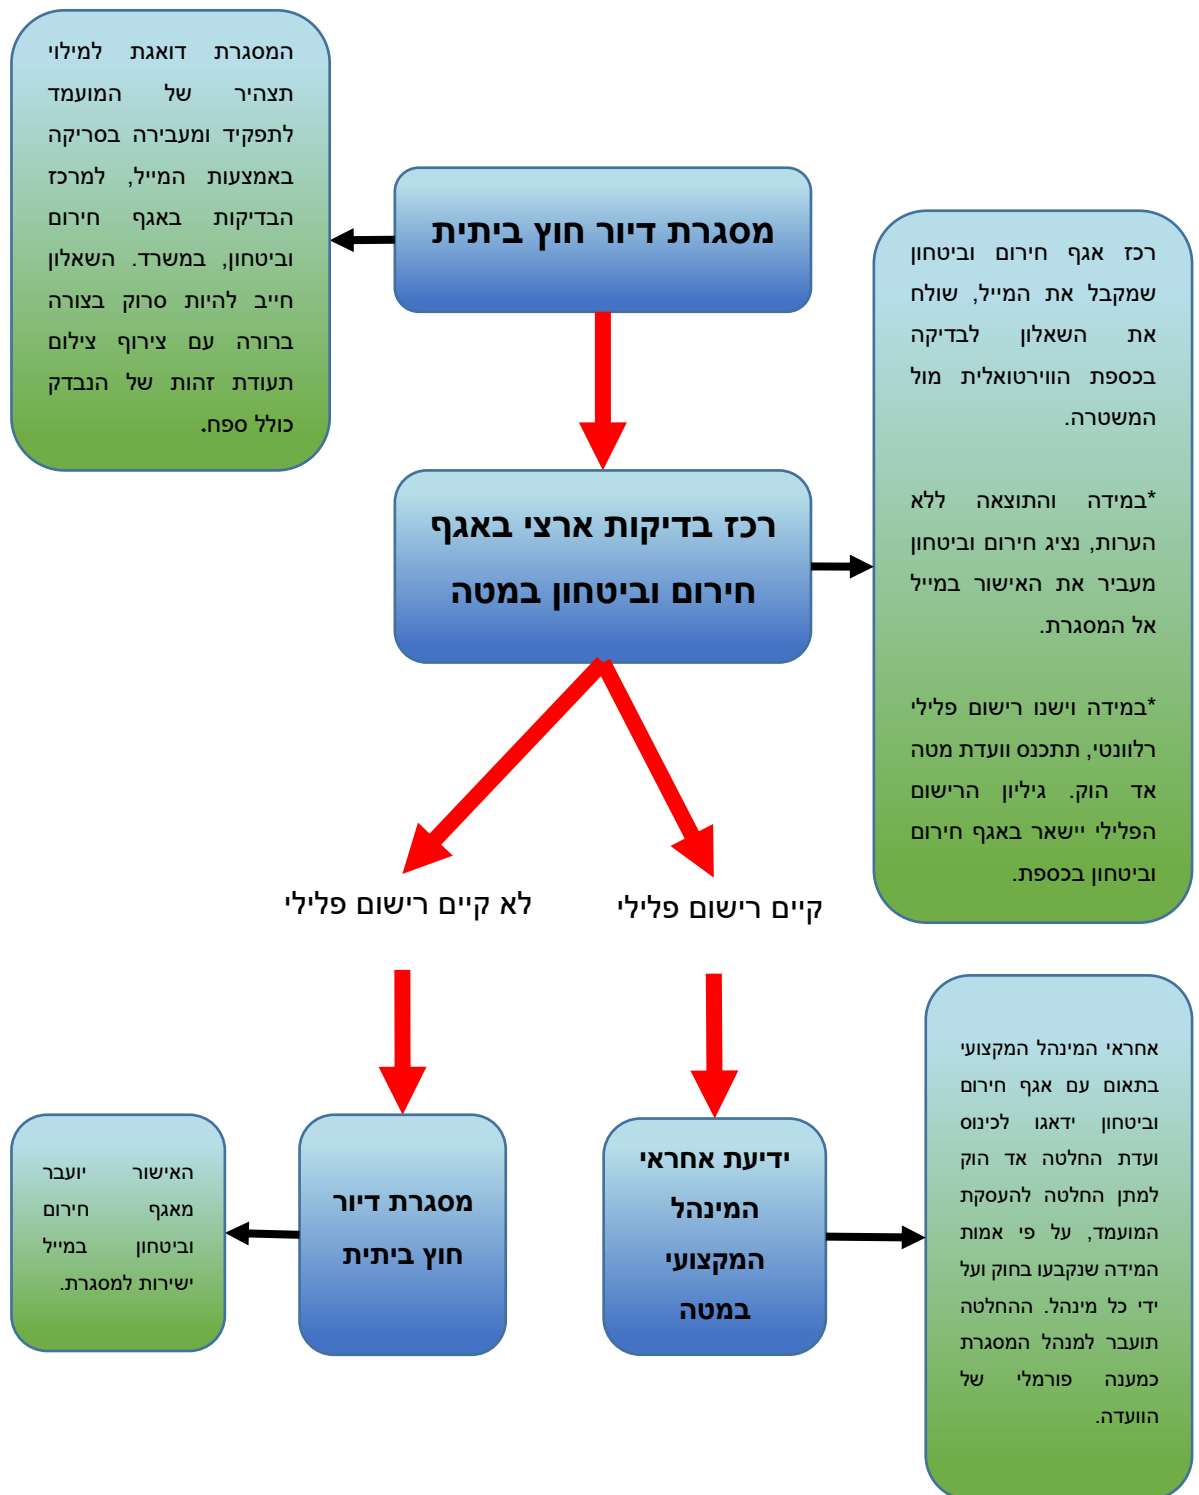 המסגרת דואגת למילוי
תצהיר של המועמד
לתפקיד ומעבירה בסריקה
באמצעות המייל, למרכז
הבדיקות באגף חירום
וביטחון, במשרד. השאלון
חייב להיות סרוק בצורה
ברורה עם צירוף צילום
תעודת זהות של הנבדק
כולל ספח.
מסגרת דיור חוץ ביתית
רכז אגף חירום וביטחון
שמקבל את המייל, שולח
את השאלון לבדיקה
בכספת הווירטואלית מול
המשטרה.
*במידה והתוצאה ללא
הערות, נציג חירום וביטחון
מעביר את האישור במייל
אל המסגרת.
*במידה וישנו רישום פלילי
רלוונטי, תתכנס וועדת מטה
אד הוק. גיליון הרישום
הפלילי יישאר באגף חירום
וביטחון בכספת.
רכז בדיקות ארצי באגף
חירום וביטחון במטה
קיים רישום פלילי
לא קיים רישום פלילי
אחראי המינהל המקצועי
בתאום עם אגף חירום
וביטחון ידאגו לכינוס
ועדת החלטה אד הוק
למתן החלטה להעסקת
המועמד, על פי אמות
המידה שנקבעו בחוק ועל
ידי כל מינהל. ההחלטה
תועבר למנהל המסגרת
כמענה פורמלי של
הוועדה.
ידיעת אחראי
המינהל
המקצועי
במטה
מסגרת דיור
חוץ ביתית
האישור יועבר
מאגף חירום
וביטחון במייל
ישירות למסגרת.